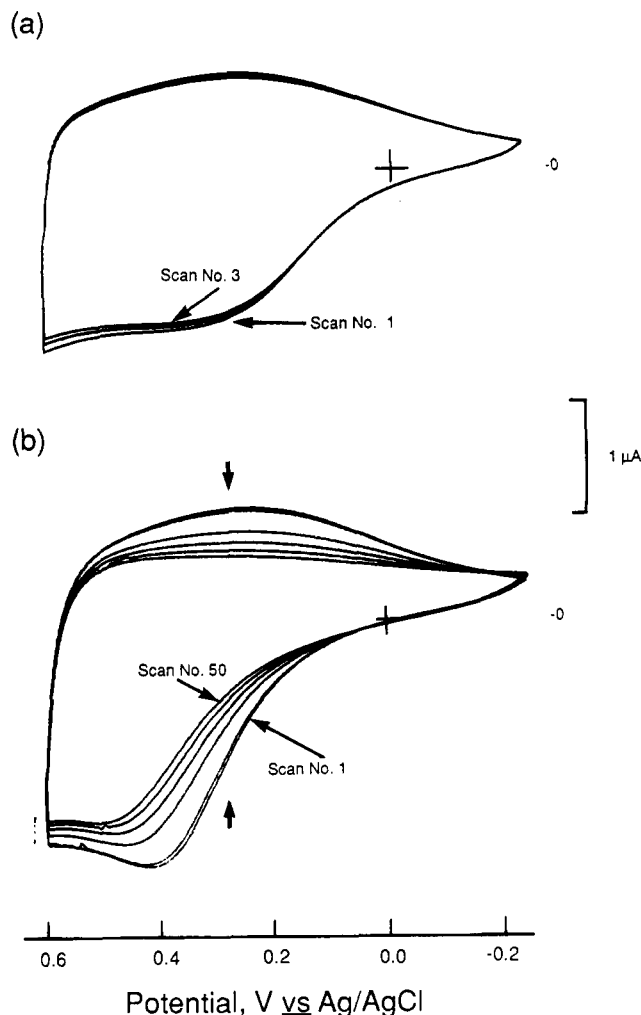 (a)
-0
Scan No. 3
Scan No. 1
1 μA
(b)
-0
Scan No. 50
Scan No. 1
0.6 0.4 0.2 0.0 -0.2
Potential, V vs Ag/AgCl